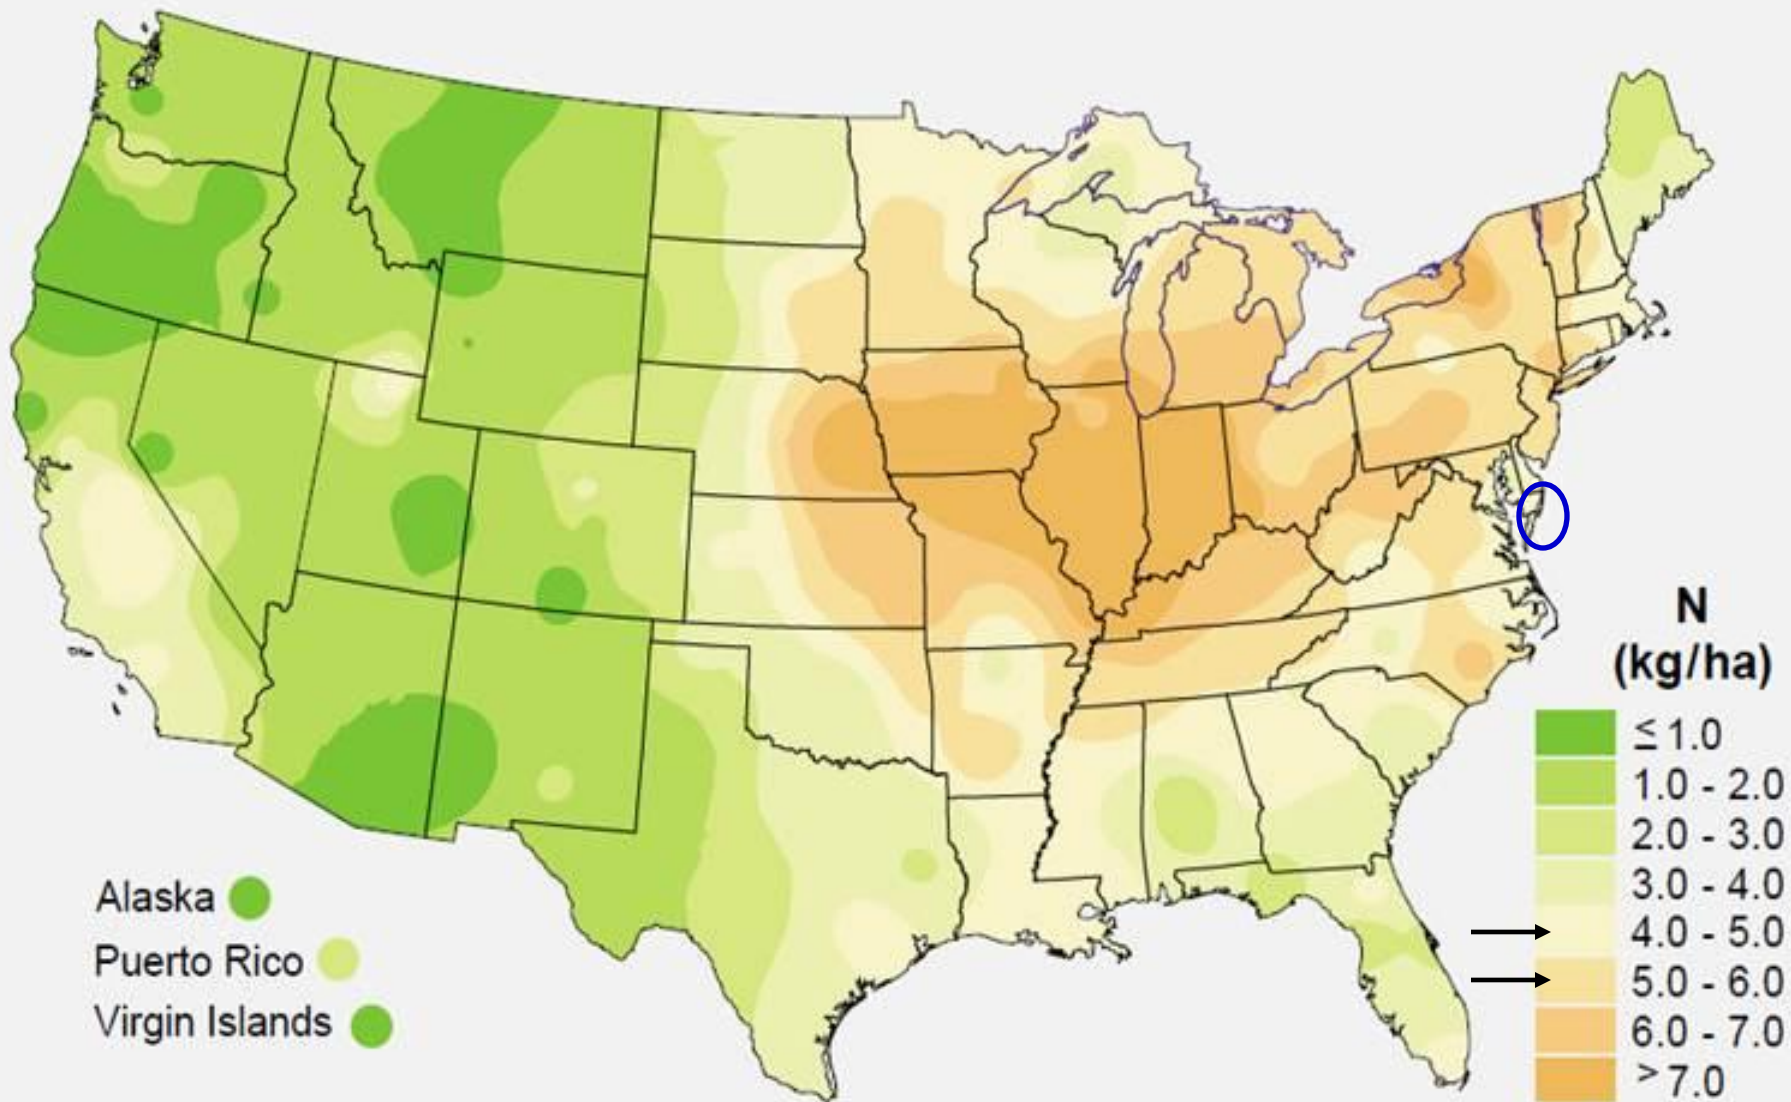 N
(kg/ha)
≤ 1.0
1.0 - 2.0
2.0 - 3.0
3.0 - 4.0
4.0 - 5.0
5.0 - 6.0
6.0 - 7.0
> 7.0
Alaska
Puerto Rico
Virgin Islands